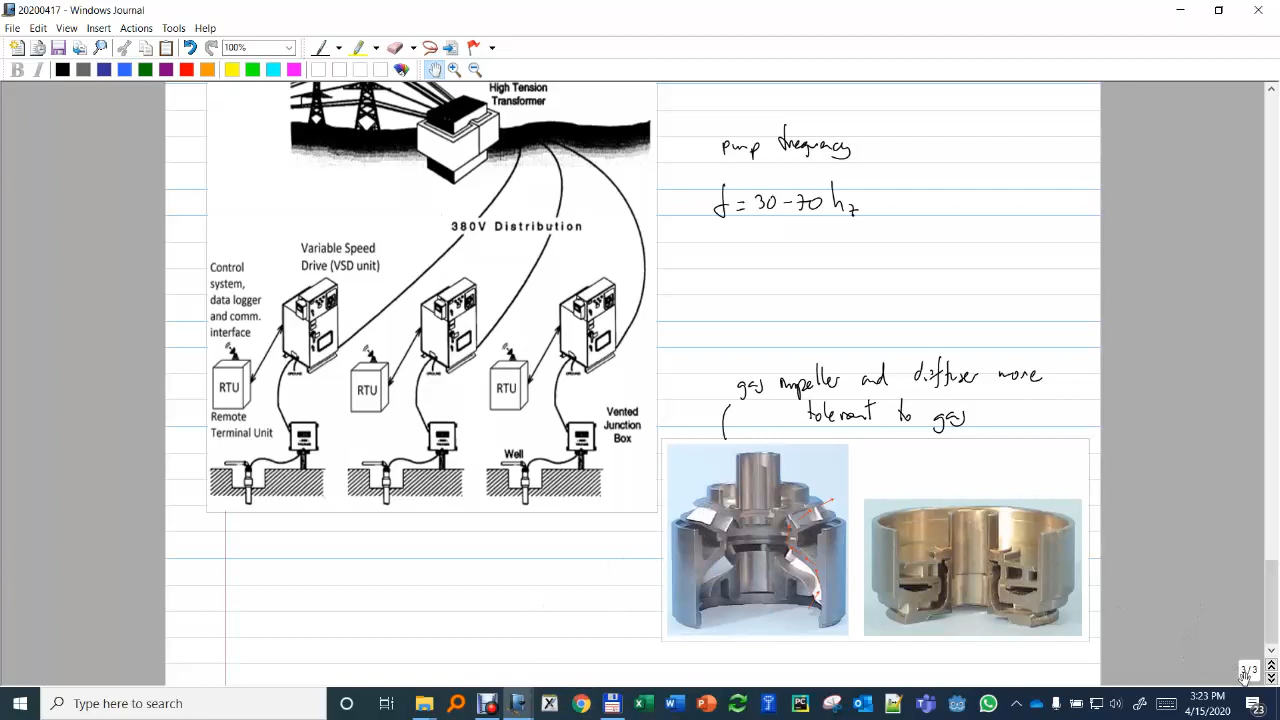 20200417 - Windows Journal
File Edit View Insert Actions Tools Help
100%
B I
High Tension
Transformer
380V Distribution
Variable Speed
Drive (VSD unit)
Control
system,
data logger
and comm.
interface
RTU
RTU
RTU
Remote
Terminal Unit
Vented
Junction
Box
Well
pump frequency
f = 30 - 70 hz
gas impeller and diffuser more
tolerant to gas
3/3
Type here to search
3:23 PM
4/15/2020